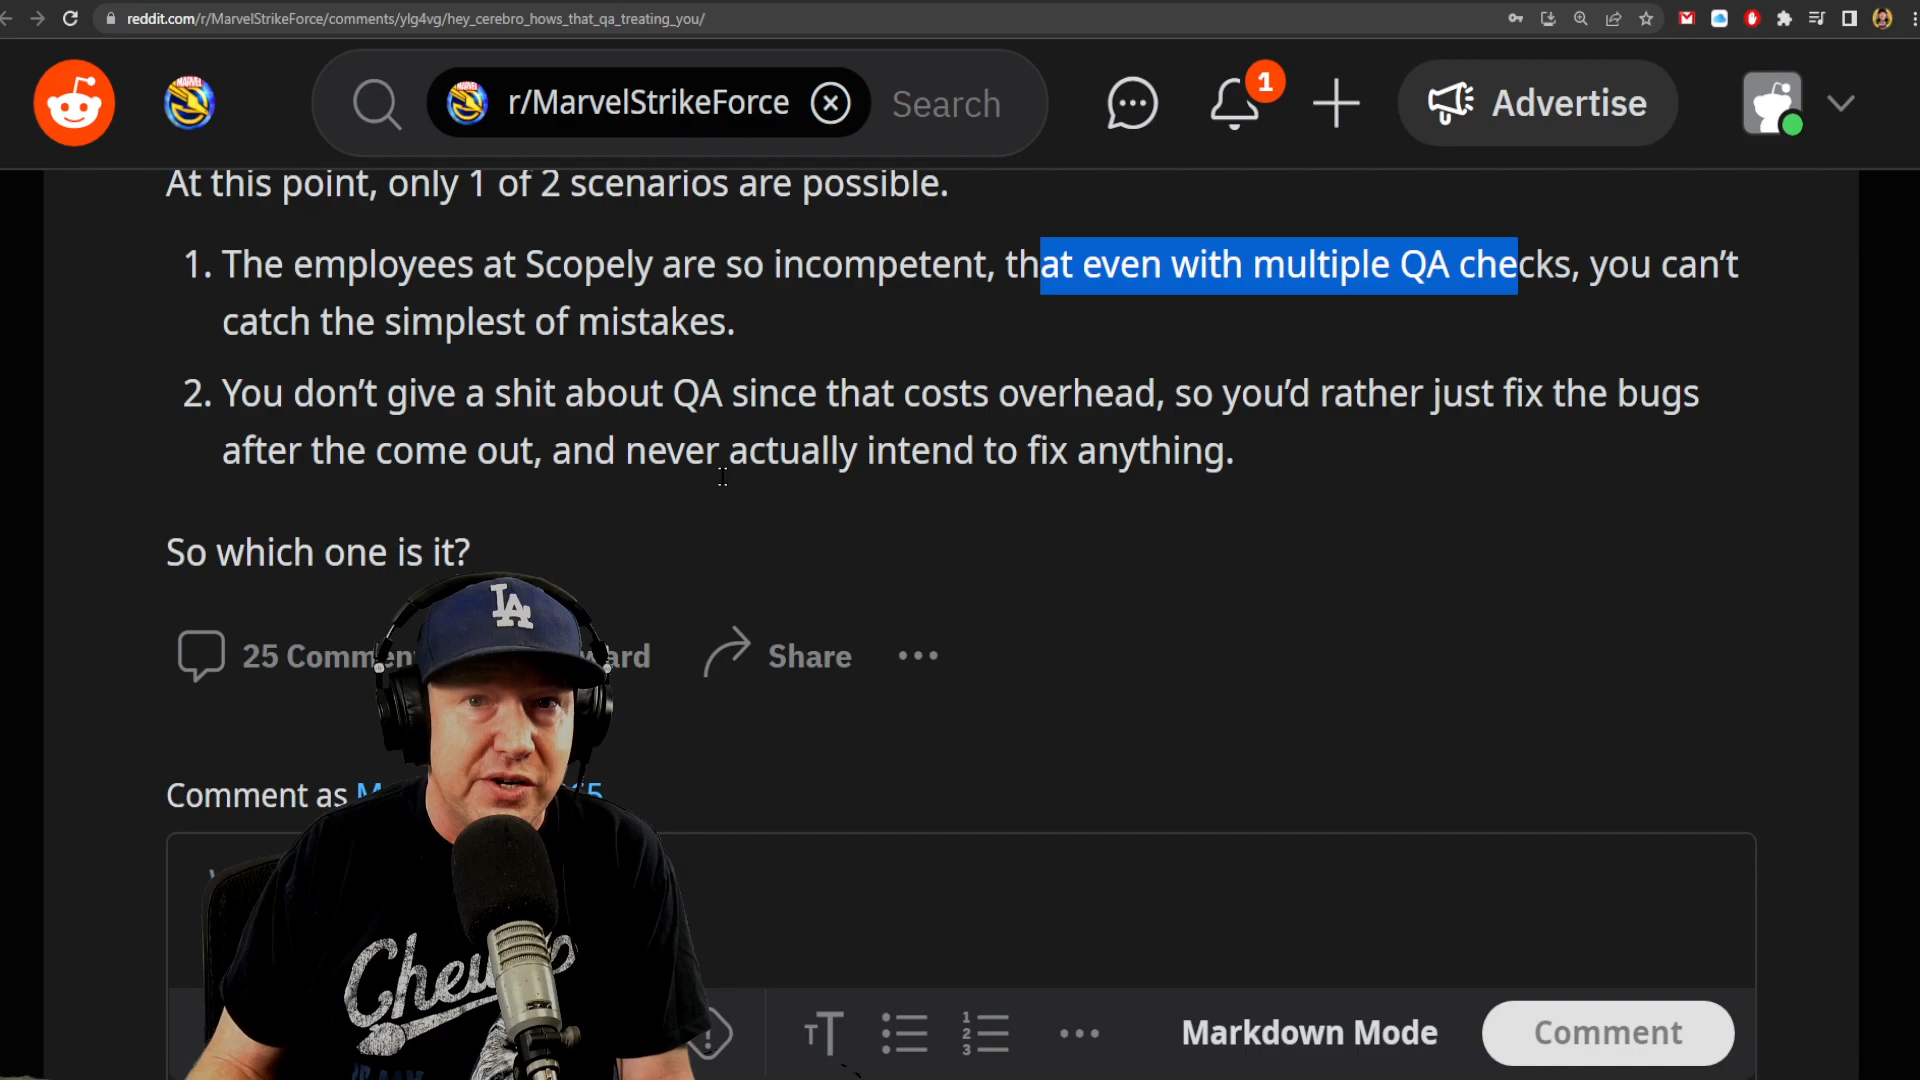 reddit.com/r/MarvelStrikeForce/comments/ylg4vg/hey_cerebro_hows_that_qa_treating_you/
r/MarvelStrikeForce Search 1 Advertise
At this point, only 1 of 2 scenarios are possible.
1. The employees at Scopely are so incompetent, that even with multiple QA checks, you can’t
catch the simplest of mistakes.
2. You don’t give a shit about QA since that costs overhead, so you’d rather just fix the bugs
after the come out, and never actually intend to fix anything.
So which one is it?
25 Share
LA
Comment as
Markdown Mode Comment